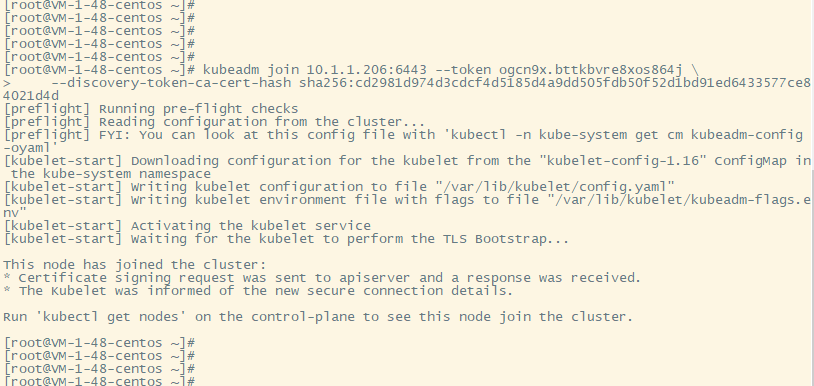 [root@VM-1-48-centos ~]#
[root@VM-1-48-centos ~]#
[root@VM-1-48-centos ~]#
[root@VM-1-48-centos ~]#
[root@VM-1-48-centos ~]#
[root@VM-1-48-centos ~]# kubeadm join 10.1.1.206:6443 --token ogcn9x.bttkbvre8xos864j \
>     --discovery-token-ca-cert-hash sha256:cd2981d974d3cdcf4d5185d4a9dd505fdb50f52d1bd91ed6433577ce8
4021d4d
[preflight] Running pre-flight checks
[preflight] Reading configuration from the cluster...
[preflight] FYI: You can look at this config file with 'kubectl -n kube-system get cm kubeadm-config
-oyaml'
[kubelet-start] Downloading configuration for the kubelet from the "kubelet-config-1.16" ConfigMap in
 the kube-system namespace
[kubelet-start] Writing kubelet configuration to file "/var/lib/kubelet/config.yaml"
[kubelet-start] Writing kubelet environment file with flags to file "/var/lib/kubelet/kubeadm-flags.e
nv"
[kubelet-start] Activating the kubelet service
[kubelet-start] Waiting for the kubelet to perform the TLS Bootstrap...

This node has joined the cluster:
* Certificate signing request was sent to apiserver and a response was received.
* The Kubelet was informed of the new secure connection details.

Run 'kubectl get nodes' on the control-plane to see this node join the cluster.

[root@VM-1-48-centos ~]#
[root@VM-1-48-centos ~]#
[root@VM-1-48-centos ~]#
[root@VM-1-48-centos ~]#